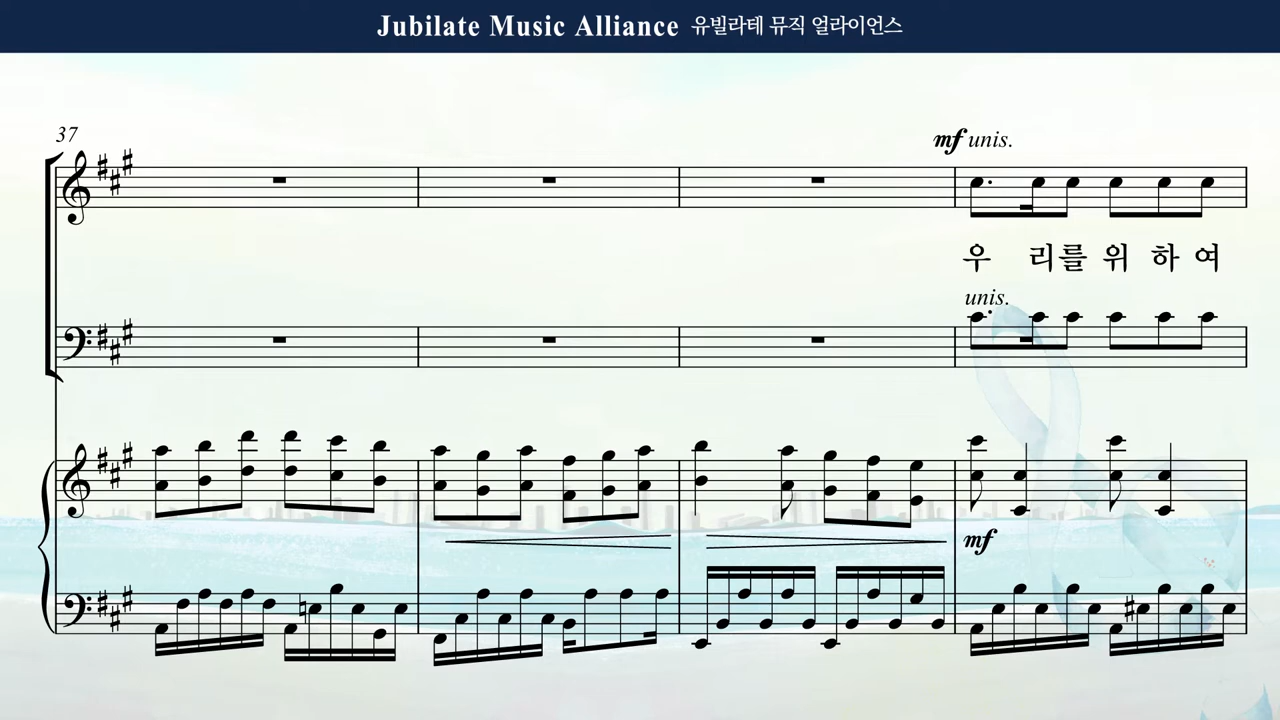 Jubilate Music Alliance 유빌라테 뮤직 얼라이언스
37
mf unis.
우 리를 위 하 여
unis.
mf